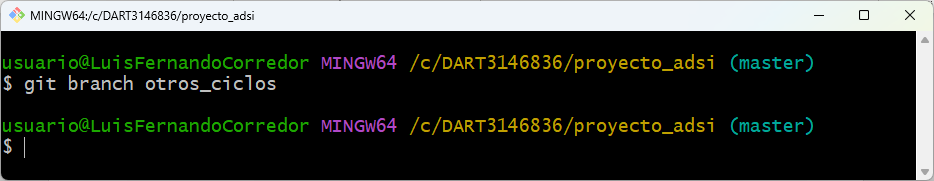 MINGW64:/c/DART3146836/proyecto_adsi
usuario@LuisFernandoCorredor MINGW64 /c/DART3146836/proyecto_adsi (master)
$ git branch otros_ciclos
usuario@LuisFernandoCorredor MINGW64 /c/DART3146836/proyecto_adsi (master)
$